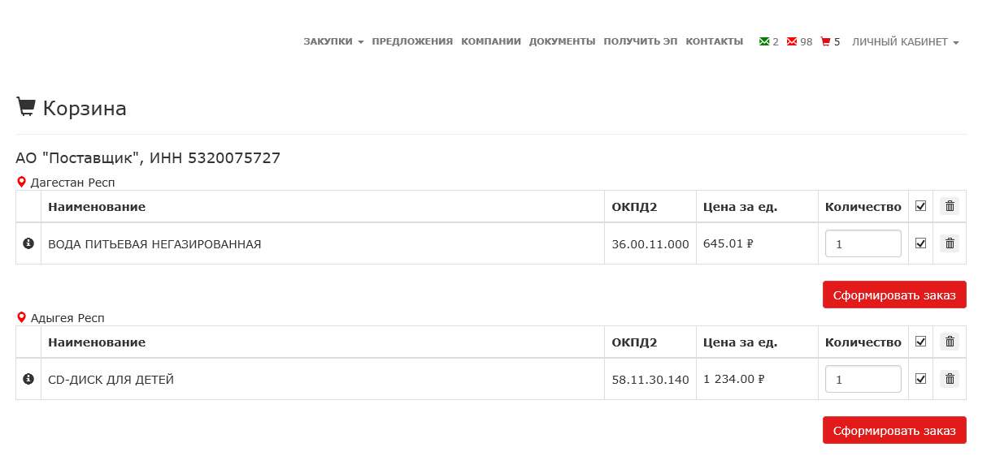 ЗАКУПКИ ПРЕДЛОЖЕНИЯ КОМПАНИИ ДОКУМЕНТЫ ПОЛУЧИТЬ ЭП КОНТАКТЫ 2 98 5 ЛИЧНЫЙ КАБИНЕТ
Корзина
АО "Поставщик", ИНН 5320075727
Дагестан Респ
Наименование ОКПД2 Цена за ед. Количество
ВОДА ПИТЬЕВАЯ НЕГАЗИРОВАННАЯ 36.00.11.000 645.01 ₽ 1
Сформировать заказ
Адыгея Респ
Наименование ОКПД2 Цена за ед. Количество
CD-ДИСК ДЛЯ ДЕТЕЙ 58.11.30.140 1 234.00 ₽ 1
Сформировать заказ